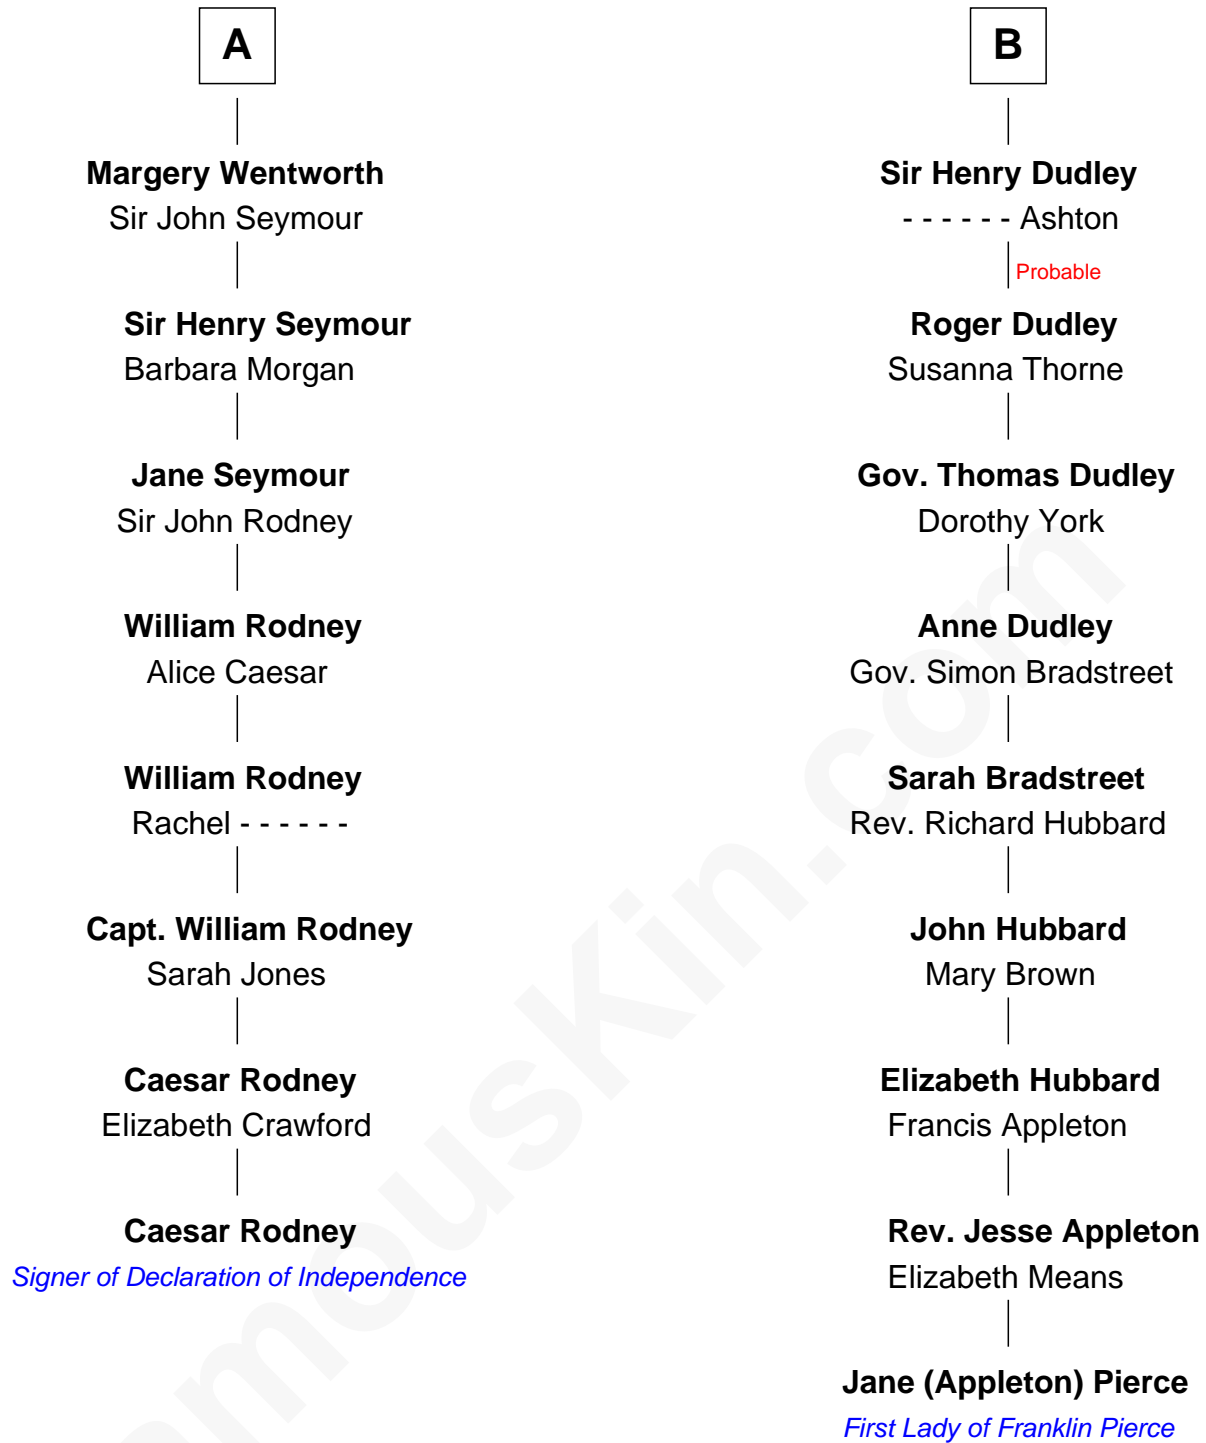 A
Margery Wentworth
Sir John Seymour
Sir Henry Seymour
Barbara Morgan
Jane Seymour
Sir John Rodney
William Rodney
Alice Caesar
William Rodney
Rachel - - - - - -
Capt. William Rodney
Sarah Jones
Caesar Rodney
Elizabeth Crawford
Caesar Rodney
Signer of Declaration of Independence
B
Sir Henry Dudley
- - - - - - Ashton
Probable
Roger Dudley
Susanna Thorne
Gov. Thomas Dudley
Dorothy York
Anne Dudley
Gov. Simon Bradstreet
Sarah Bradstreet
Rev. Richard Hubbard
John Hubbard
Mary Brown
Elizabeth Hubbard
Francis Appleton
Rev. Jesse Appleton
Elizabeth Means
Jane (Appleton) Pierce
First Lady of Franklin Pierce
amousKin.com